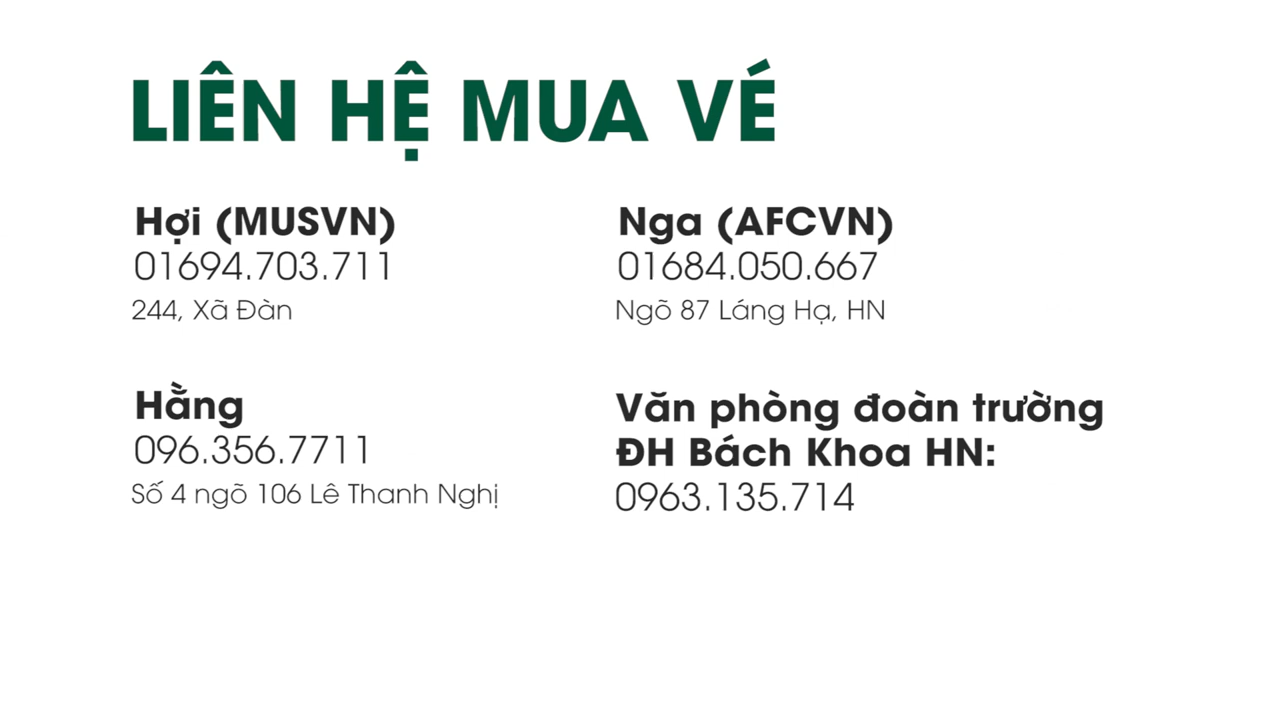 LIÊN HỆ MUA VÉ
Hợi (MUSVN)
01694.703.711
244, Xã Đàn
Nga (AFCVN)
01684.050.667
Ngõ 87 Láng Hạ, HN
Hằng
096.356.7711
Số 4 ngõ 106 Lê Thanh Nghị
Văn phòng đoàn trường
ĐH Bách Khoa HN:
0963.135.714